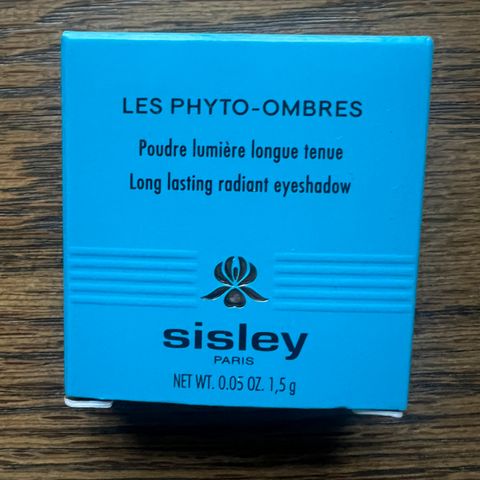 LES PHYTO-OMBRES
Poudre lumière longue tenue
Long lasting radiant eyeshadow
sisley
PARIS
NET WT. 0.05 OZ. 1,5 g